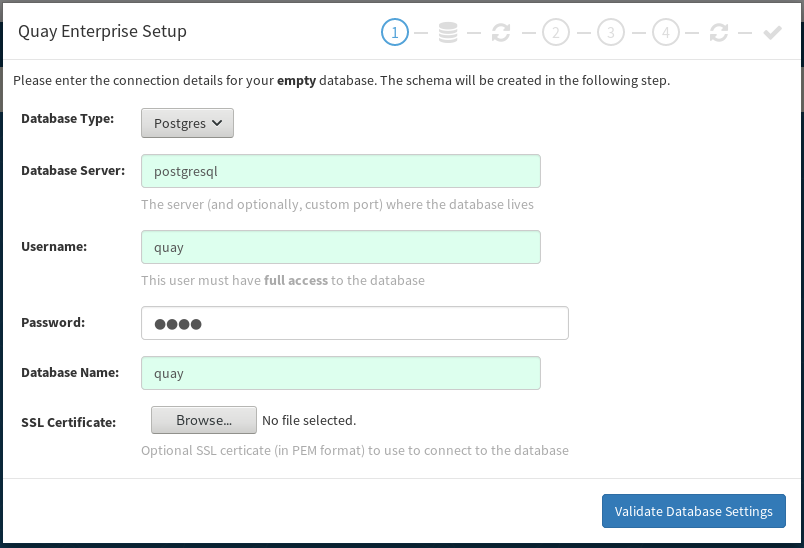 Quay Enterprise Setup 1 2 3 4
Please enter the connection details for your empty database. The schema will be created in the following step.
Database Type: Postgres
Database Server: postgresql
The server (and optionally, custom port) where the database lives
Username: quay
This user must have full access to the database
Password: ●●●●
Database Name: quay
SSL Certificate: Browse... No file selected.
Optional SSL certicate (in PEM format) to use to connect to the database
Validate Database Settings